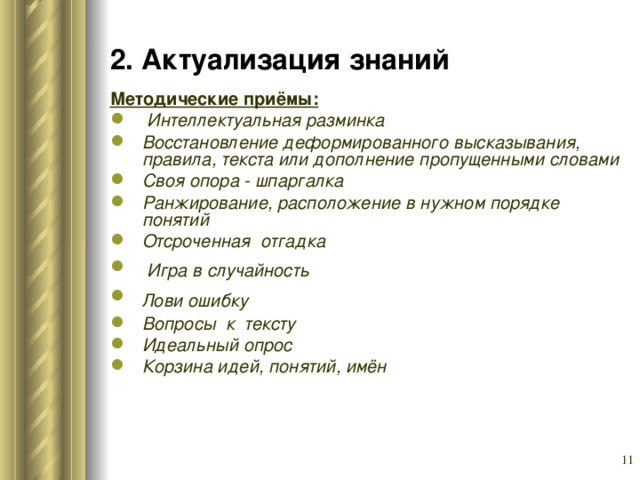 2. Актуализация знаний
Методические приёмы:
Интеллектуальная разминка
Восстановление деформированного высказывания,
правила, текста или дополнение пропущенными словами
Своя опора - шпаргалка
Ранжирование, расположение в нужном порядке
понятий
Отсроченная отгадка
Игра в случайность
Лови ошибку
Вопросы к тексту
Идеальный опрос
Корзина идей, понятий, имён
11